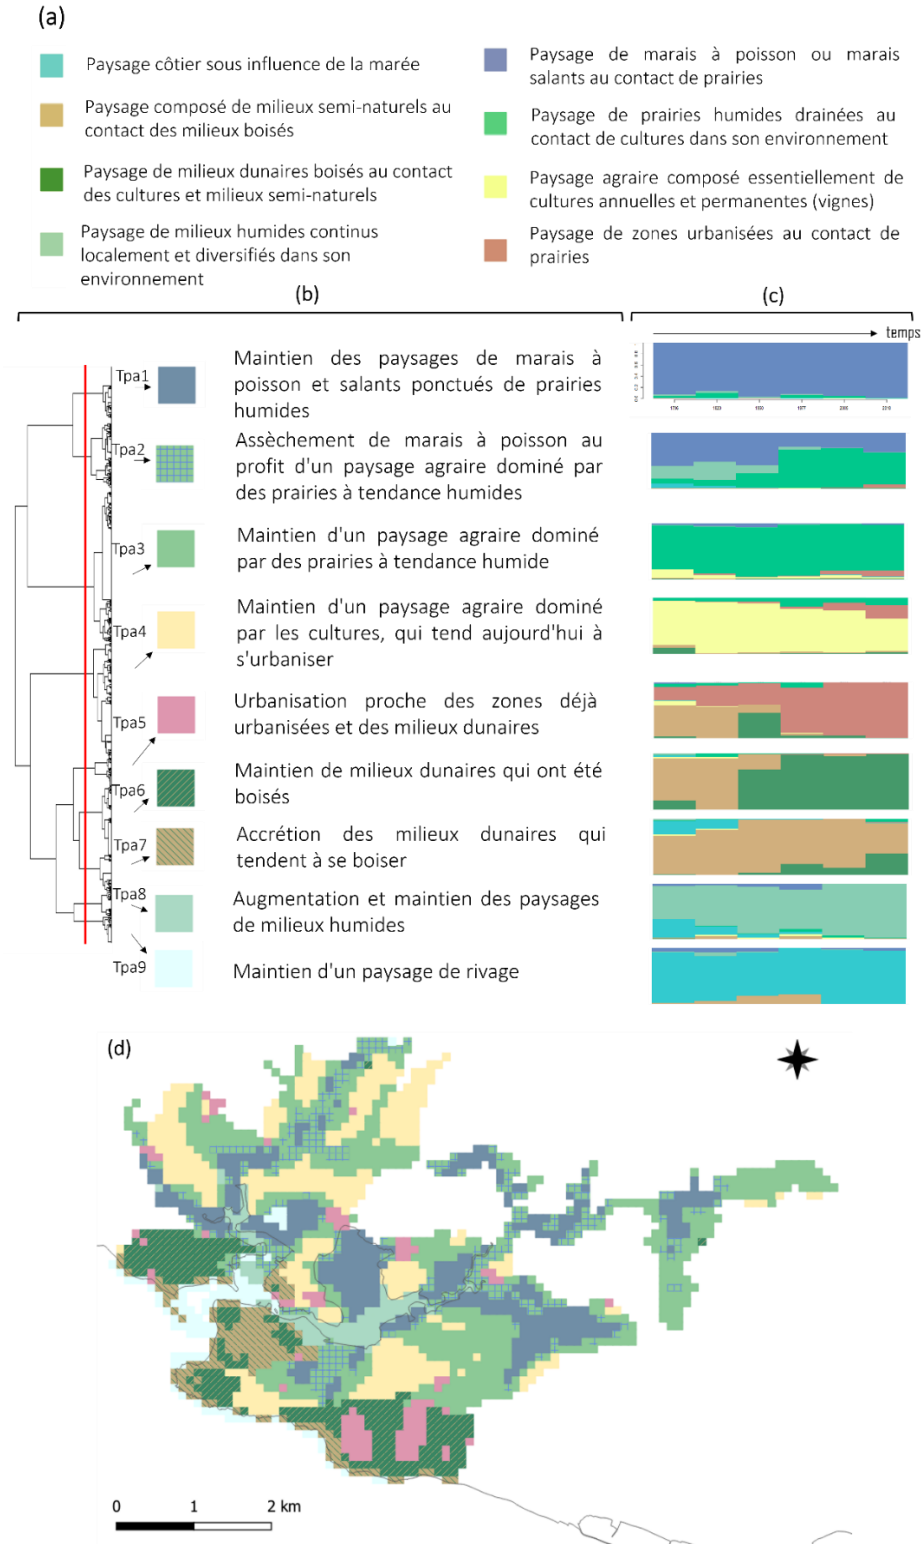 (a)
Paysage côtier sous influence de la marée
Paysage composé de milieux semi-naturels au
contact des milieux boisés
Paysage de milieux dunaires boisés au contact
des cultures et milieux semi-naturels
Paysage de milieux humides continus
localement et diversifiés dans son
environnement
Paysage de marais à poisson ou marais
salants au contact de prairies
Paysage de prairies humides drainées au
contact de cultures dans son environnement
Paysage agraire composé essentiellement de
cultures annuelles et permanentes (vignes)
Paysage de zones urbanisées au contact de
prairies
(b)
(c)
temps
Tpa1
Maintien des paysages de marais à
poisson et salants ponctués de prairies
humides
Tpa2
Assèchement de marais à poisson au
profit d'un paysage agraire dominé par
des prairies à tendance humides
Tpa3
Maintien d'un paysage agraire dominé
par des prairies à tendance humide
Tpa4
Maintien d'un paysage agraire dominé
par les cultures, qui tend aujourd'hui à
s'urbaniser
Tpa5
Urbanisation proche des zones déjà
urbanisées et des milieux dunaires
Tpa6
Maintien de milieux dunaires qui ont été
boisés
Tpa7
Accrétion des milieux dunaires qui
tendent à se boiser
Tpa8
Augmentation et maintien des paysages
de milieux humides
Tpa9
Maintien d'un paysage de rivage
(d)
0 1 2 km